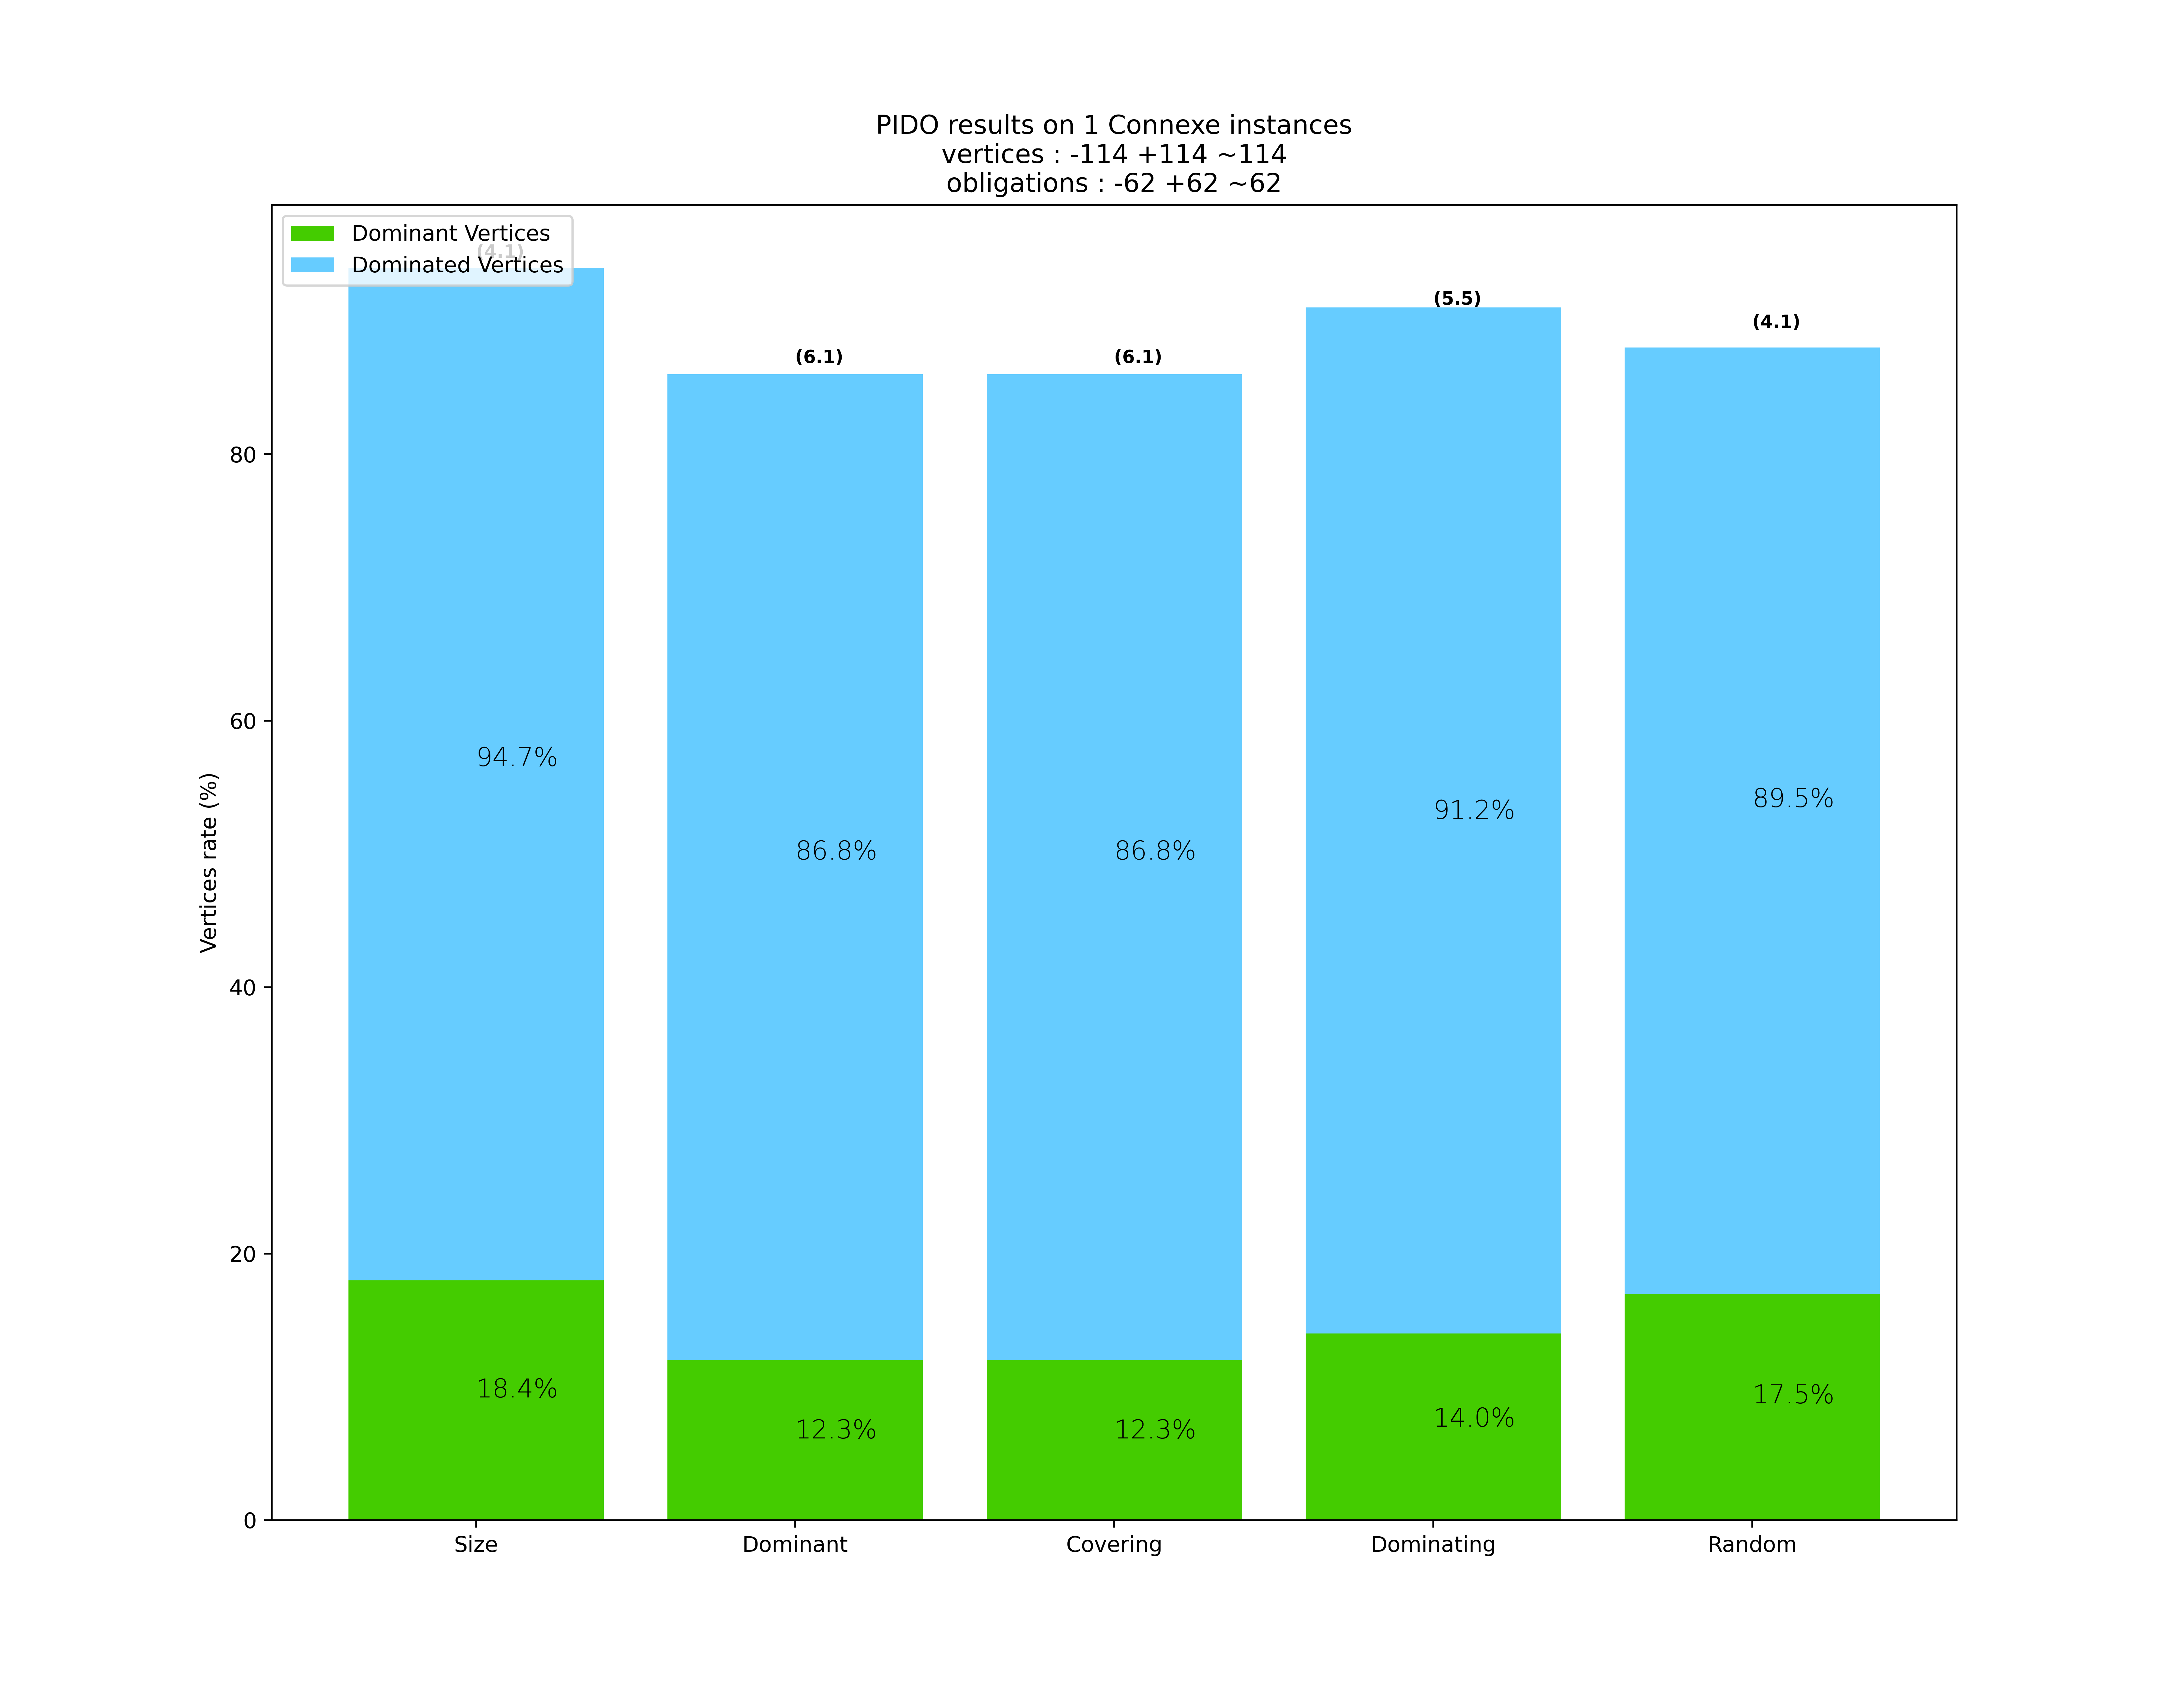 PIDO results on 1 Connexe instances
vertices : -114 +114 ~114
obligations : -62 +62 ~62
Dominant Vertices
(4.1)
Dominated Vertices
(5.5)
(4.1)
(6.1)
(6.1)
80
60
94.7%
89.5%
91.2%
86.8%
86.8%
Vertices rate (%)
40
20
18.4%
17.5%
14.0%
12.3%
12.3%
0
Size
Dominant
Covering
Dominating
Random